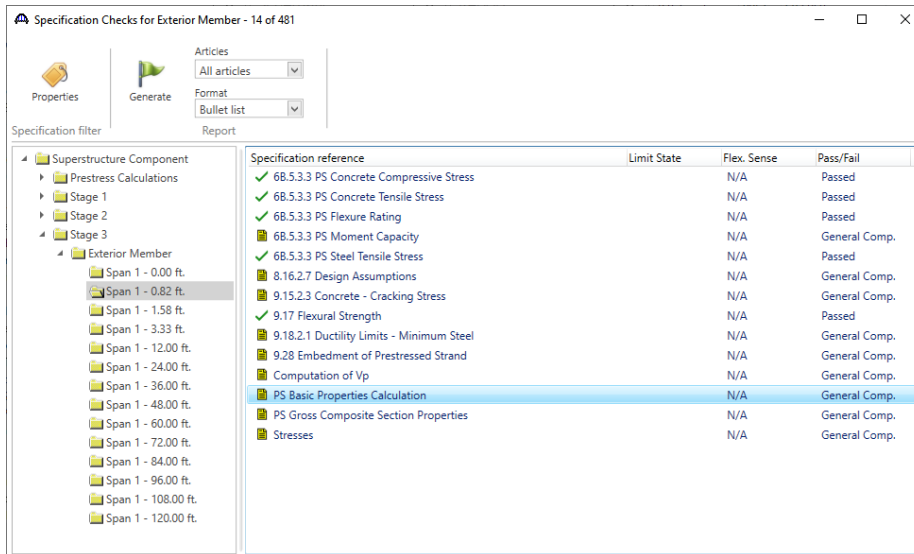 Specification Checks for Exterior Member - 14 of 481
Properties
Generate
Articles
All articles
Format
Bullet list
Specification filter
Report
Superstructure Component
Prestress Calculations
Stage 1
Stage 2
Stage 3
Exterior Member
Span 1 - 0.00 ft.
Span 1 - 0.82 ft.
Span 1 - 1.58 ft.
Span 1 - 3.33 ft.
Span 1 - 12.00 ft.
Span 1 - 24.00 ft.
Span 1 - 36.00 ft.
Span 1 - 48.00 ft.
Span 1 - 60.00 ft.
Span 1 - 72.00 ft.
Span 1 - 84.00 ft.
Span 1 - 96.00 ft.
Span 1 - 108.00 ft.
Span 1 - 120.00 ft.
Specification reference Limit State Flex. Sense Pass/Fail
6B.5.3.3 PS Concrete Compressive Stress N/A Passed
6B.5.3.3 PS Concrete Tensile Stress N/A Passed
6B.5.3.3 PS Flexure Rating N/A Passed
6B.5.3.3 PS Moment Capacity N/A General Comp.
6B.5.3.3 PS Steel Tensile Stress N/A Passed
8.16.2.7 Design Assumptions N/A General Comp.
9.15.2.3 Concrete - Cracking Stress N/A General Comp.
9.17 Flexural Strength N/A Passed
9.18.2.1 Ductility Limits - Minimum Steel N/A General Comp.
9.28 Embedment of Prestressed Strand N/A General Comp.
Computation of Vp N/A General Comp.
PS Basic Properties Calculation N/A General Comp.
PS Gross Composite Section Properties N/A General Comp.
Stresses N/A General Comp.